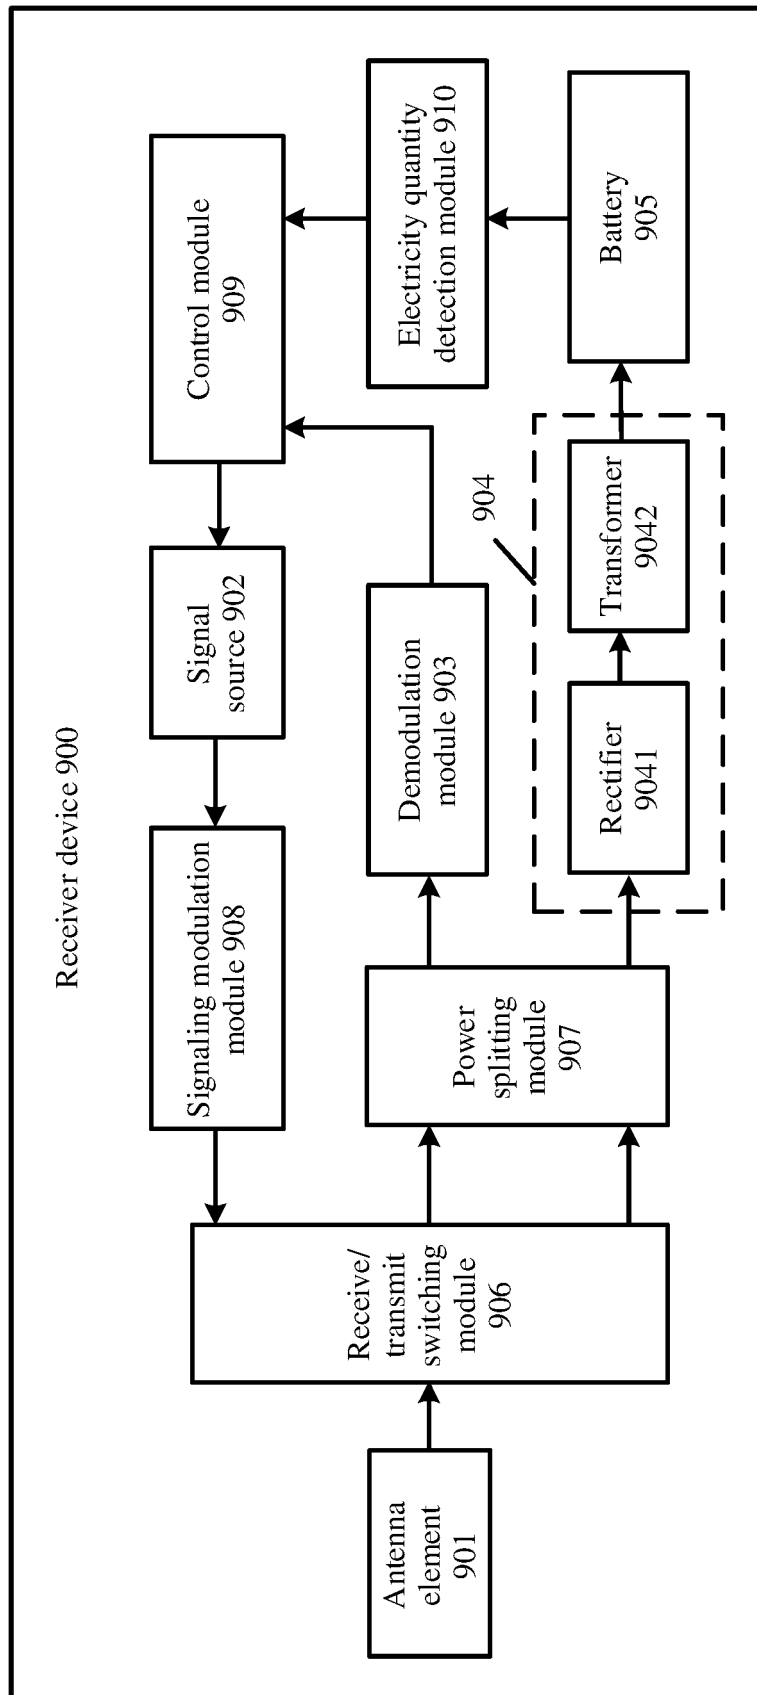 Receiver device 900
Signaling modulation
module 908
Signal
source 902
Control module
909
Antenna
element
901
Receive/
transmit
switching
module
906
Power
splitting
module
907
Demodulation
module 903
Electricity quantity
detection module 910
904
Rectifier
9041
Transformer
9042
Battery
905